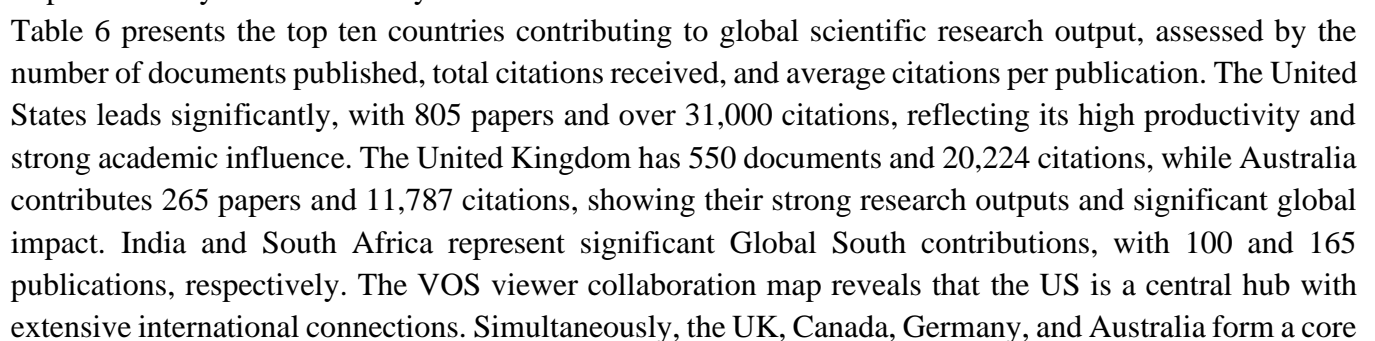 Table 6 presents the top ten countries contributing to global scientific research output, assessed by the
number of documents published, total citations received, and average citations per publication. The United
States leads significantly, with 805 papers and over 31,000 citations, reflecting its high productivity and
strong academic influence. The United Kingdom has 550 documents and 20,224 citations, while Australia
contributes 265 papers and 11,787 citations, showing their strong research outputs and significant global
impact. India and South Africa represent significant Global South contributions, with 100 and 165
publications, respectively. The VOS viewer collaboration map reveals that the US is a central hub with
extensive international connections. Simultaneously, the UK, Canada, Germany, and Australia form a core